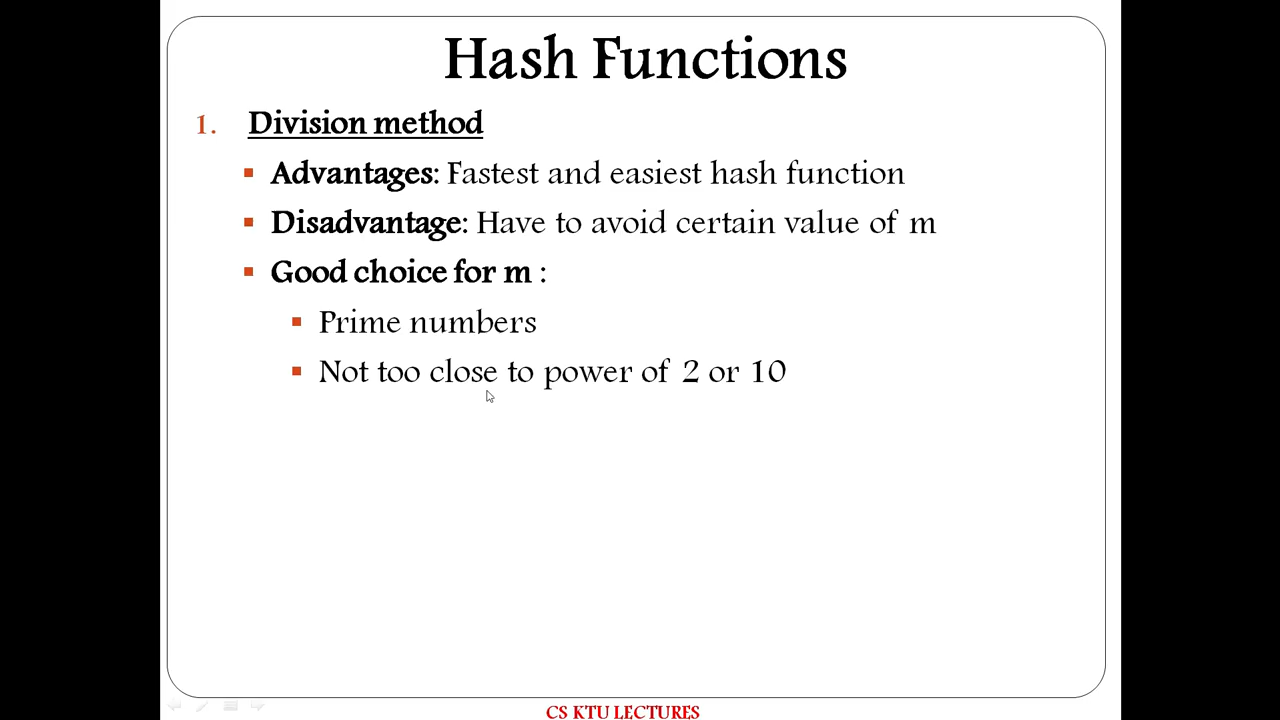 Hash Functions
1. Division method
▪ Advantages: Fastest and easiest hash function
▪ Disadvantage: Have to avoid certain value of m
▪ Good choice for m :
▪ Prime numbers
▪ Not too close to power of 2 or 10
CS KTU LECTURES